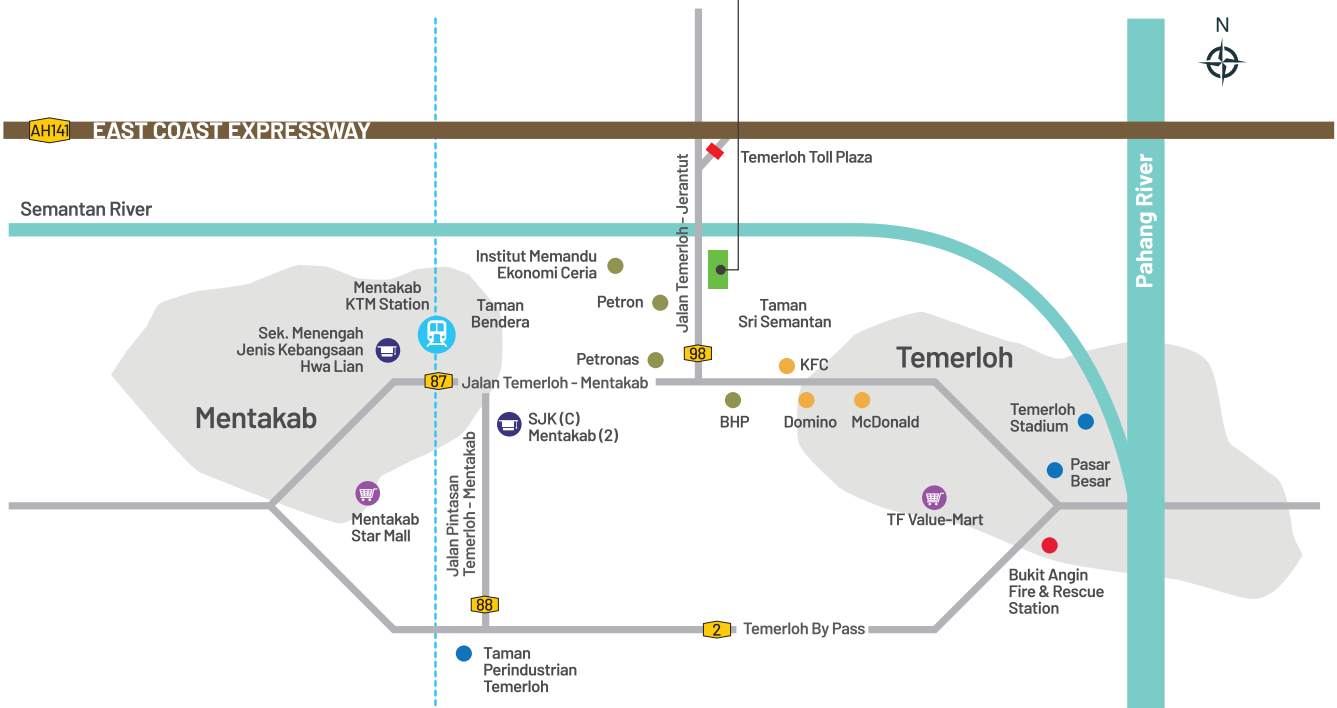 N
AH141
EAST COAST EXPRESSWAY
Temerloh Toll Plaza
Semantan River
Jalan Temerloh - Jerantut
Pahang River
Institut Memandu
Ekonomi Ceria
Mentakab
KTM Station
Taman
Bendera
Petron
Taman
Sri Semantan
Sek. Menengah
Jenis Kebangsaan
Hwa Lian
Petronas
98
KFC
Temerloh
87
Jalan Temerloh - Mentakab
Mentakab
SJK (C)
Mentakab (2)
BHP
Domino
McDonald
Temerloh
Stadium
Pasar
Besar
Jalan Pintasan
Temerloh - Mentakab
Mentakab
Star Mall
TF Value-Mart
Bukit Angin
Fire & Rescue
Station
88
2
Temerloh By Pass
Taman
Perindustrian
Temerloh